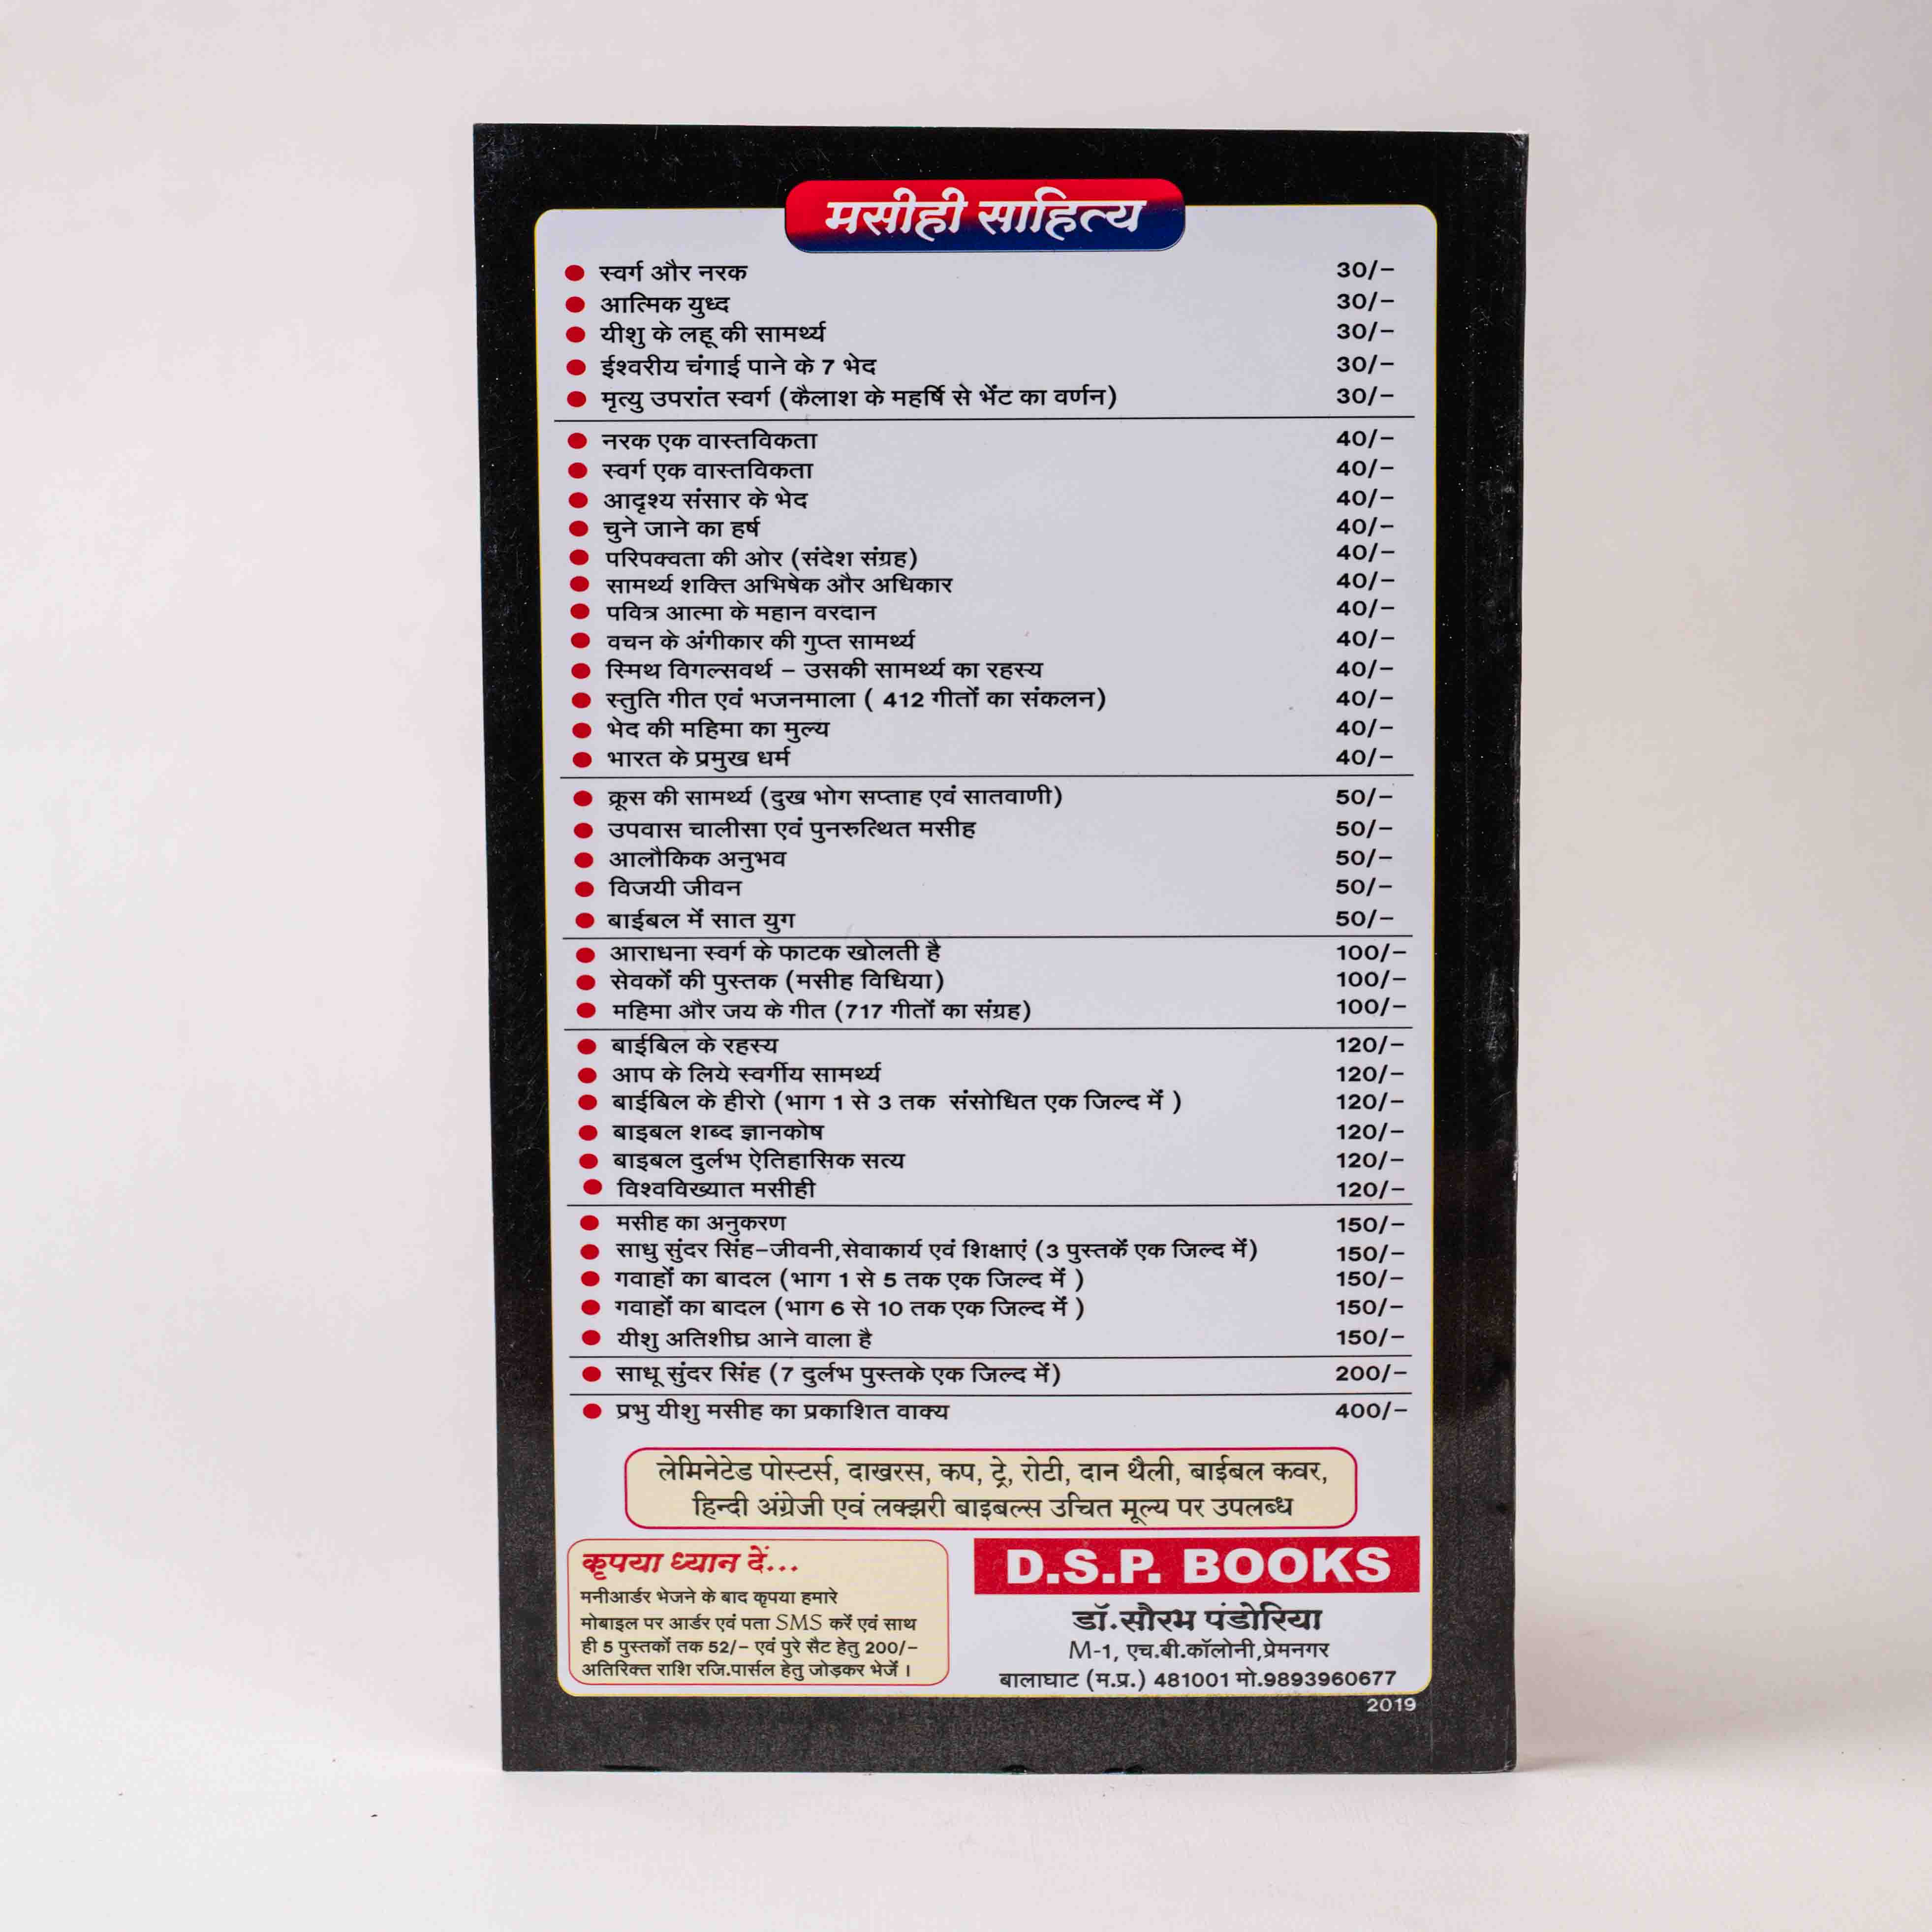 मसीही साहित्य
स्वर्ग और नरक 30/-
आत्मिक युध्द 30/-
यीशु के लहू की सामर्थ्य 30/-
ईश्वरीय चंगाई पाने के 7 भेद 30/-
मृत्यु उपरांत स्वर्ग (कैलाश के महर्षि से भेंट का वर्णन) 30/-
नरक एक वास्तविकता 40/-
स्वर्ग एक वास्तविकता 40/-
आदृश्य संसार के भेद 40/-
चुने जाने का हर्ष 40/-
परिपक्वता की ओर (संदेश संग्रह) 40/-
सामर्थ्य शक्ति अभिषेक और अधिकार 40/-
पवित्र आत्मा के महान वरदान 40/-
वचन के अंगीकार की गुप्त सामर्थ्य 40/-
स्मिथ विगल्सवर्थ – उसकी सामर्थ्य का रहस्य 40/-
स्तुति गीत एवं भजनमाला ( 412 गीतों का संकलन) 40/-
भेद की महिमा का मुल्य 40/-
भारत के प्रमुख धर्म 40/-
क्रूस की सामर्थ्य (दुख भोग सप्ताह एवं सातवाणी) 50/-
उपवास चालीसा एवं पुनरुत्थित मसीह 50/-
आलौकिक अनुभव 50/-
विजयी जीवन 50/-
बाईबल में सात युग 50/-
आराधना स्वर्ग के फाटक खोलती है 100/-
सेवकों की पुस्तक (मसीह विधिया) 100/-
महिमा और जय के गीत (717 गीतों का संग्रह) 100/-
बाईबिल के रहस्य 120/-
आप के लिये स्वर्गीय सामर्थ्य 120/-
बाईबिल के हीरो (भाग 1 से 3 तक संसोधित एक जिल्द में ) 120/-
बाइबल शब्द ज्ञानकोष 120/-
बाइबल दुर्लभ ऐतिहासिक सत्य 120/-
विश्वविख्यात मसीही 120/-
मसीह का अनुकरण 150/-
साधु सुंदर सिंह-जीवनी,सेवाकार्य एवं शिक्षाएं (3 पुस्तकें एक जिल्द में) 150/-
गवाहों का बादल (भाग 1 से 5 तक एक जिल्द में ) 150/-
गवाहों का बादल (भाग 6 से 10 तक एक जिल्द में ) 150/-
यीशु अतिशीघ्र आने वाला है 150/-
साधू सुंदर सिंह (7 दुर्लभ पुस्तके एक जिल्द में) 200/-
प्रभु यीशु मसीह का प्रकाशित वाक्य 400/-
लेमिनेटेड पोस्टर्स, दाखरस, कप, ट्रे, रोटी, दान थैली, बाईबल कवर,
हिन्दी अंग्रेजी एवं लक्झरी बाइबल्स उचित मूल्य पर उपलब्ध
कृपया ध्यान दें...
मनीआर्डर भेजने के बाद कृपया हमारे
मोबाइल पर आर्डर एवं पता SMS करें एवं साथ
ही 5 पुस्तकों तक 52/- एवं पुरे सैट हेतु 200/-
अतिरिक्त राशि रजि.पार्सल हेतु जोड़कर भेजें ।
D.S.P. BOOKS
डॉ.सौरभ पंडोरिया
M-1, एच.बी.कॉलोनी,प्रेमनगर
बालाघाट (म.प्र.) 481001 मो.9893960677
2019